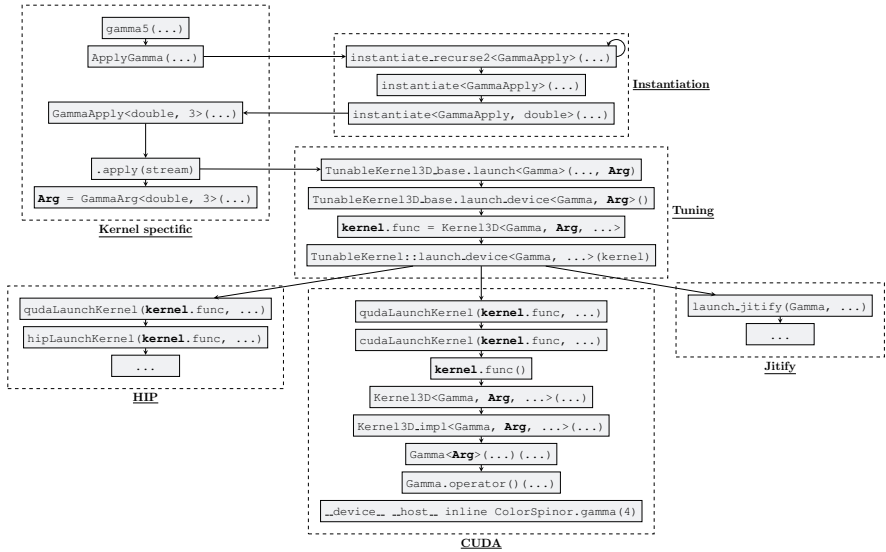 gamma5(...)
ApplyGamma(...)
instantiate_recurse2<GammaApply>(...)
instantiate<GammaApply>(...)
instantiate<GammaApply, double>(...)
Instantiation
GammaApply<double, 3>(...)
.apply(stream)
Arg = GammaArg<double, 3>(...)
Kernel spectific
TunableKernel3D_base.launch<Gamma>(..., Arg)
TunableKernel3D_base.launch_device<Gamma, Arg>()
kernel.func = Kernel3D<Gamma, Arg, ...>
TunableKernel::launch_device<Gamma, ...>(kernel)
Tuning
qudaLaunchKernel(kernel.func, ...)
hipLaunchKernel(kernel.func, ...)
...
HIP
qudaLaunchKernel(kernel.func, ...)
cudaLaunchKernel(kernel.func, ...)
kernel.func()
Kernel3D<Gamma, Arg, ...>(...)
Kernel3D_impl<Gamma, Arg, ...>(...)
Gamma<Arg>(...)(...)
Gamma.operator()(...)
__device__ __host__ inline ColorSpinor.gamma(4)
CUDA
launch_jitify(Gamma, ...)
...
Jitify